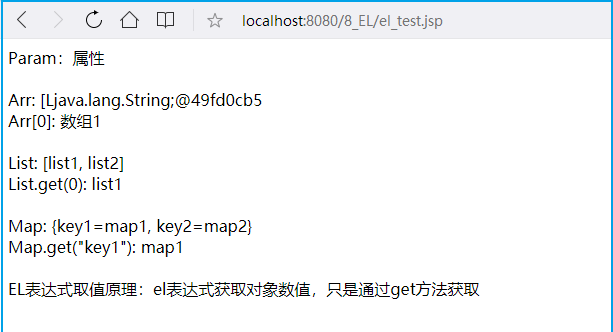 localhost:8080/8_EL/el_test.jsp
Param：属性
Arr: [Ljava.lang.String;@49fd0cb5
Arr[0]: 数组1
List: [list1, list2]
List.get(0): list1
Map: {key1=map1, key2=map2}
Map.get("key1"): map1
EL表达式取值原理：el表达式获取对象数值，只是通过get方法获取